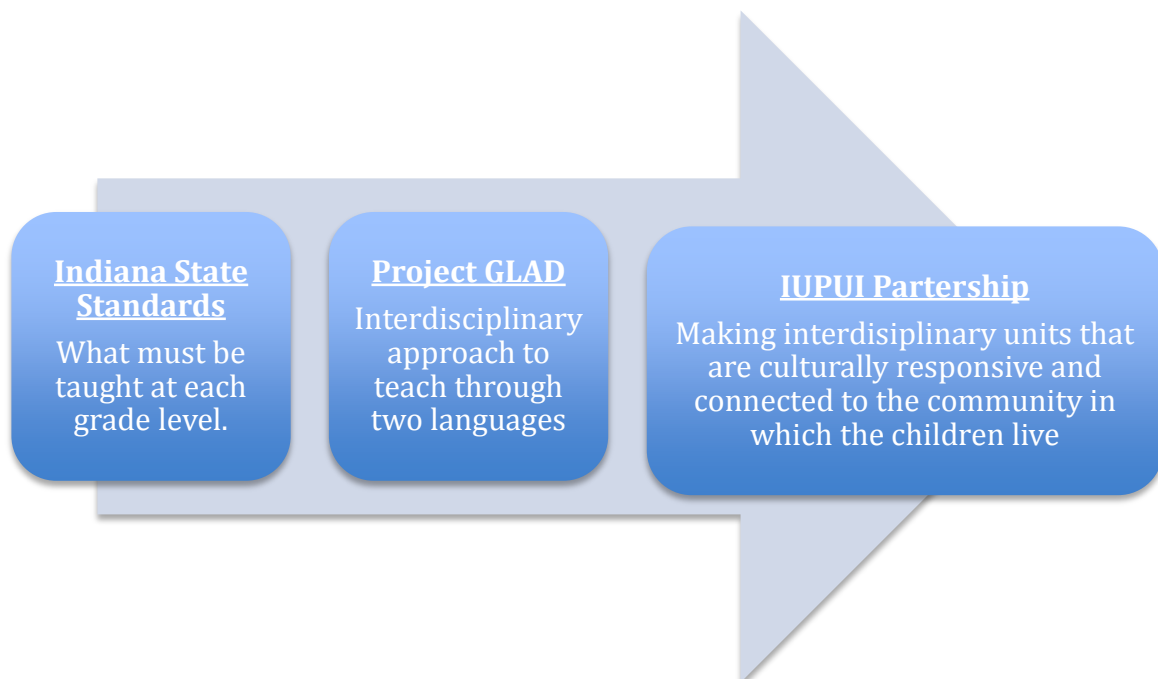 Indiana State
Standards
What must be
taught at each
grade level.
Project GLAD
Interdisciplinary
approach to
teach through
two languages
IUPUI Partership
Making interdisiplinary units that
are culturally responsive and
connected to the community in
which the children live